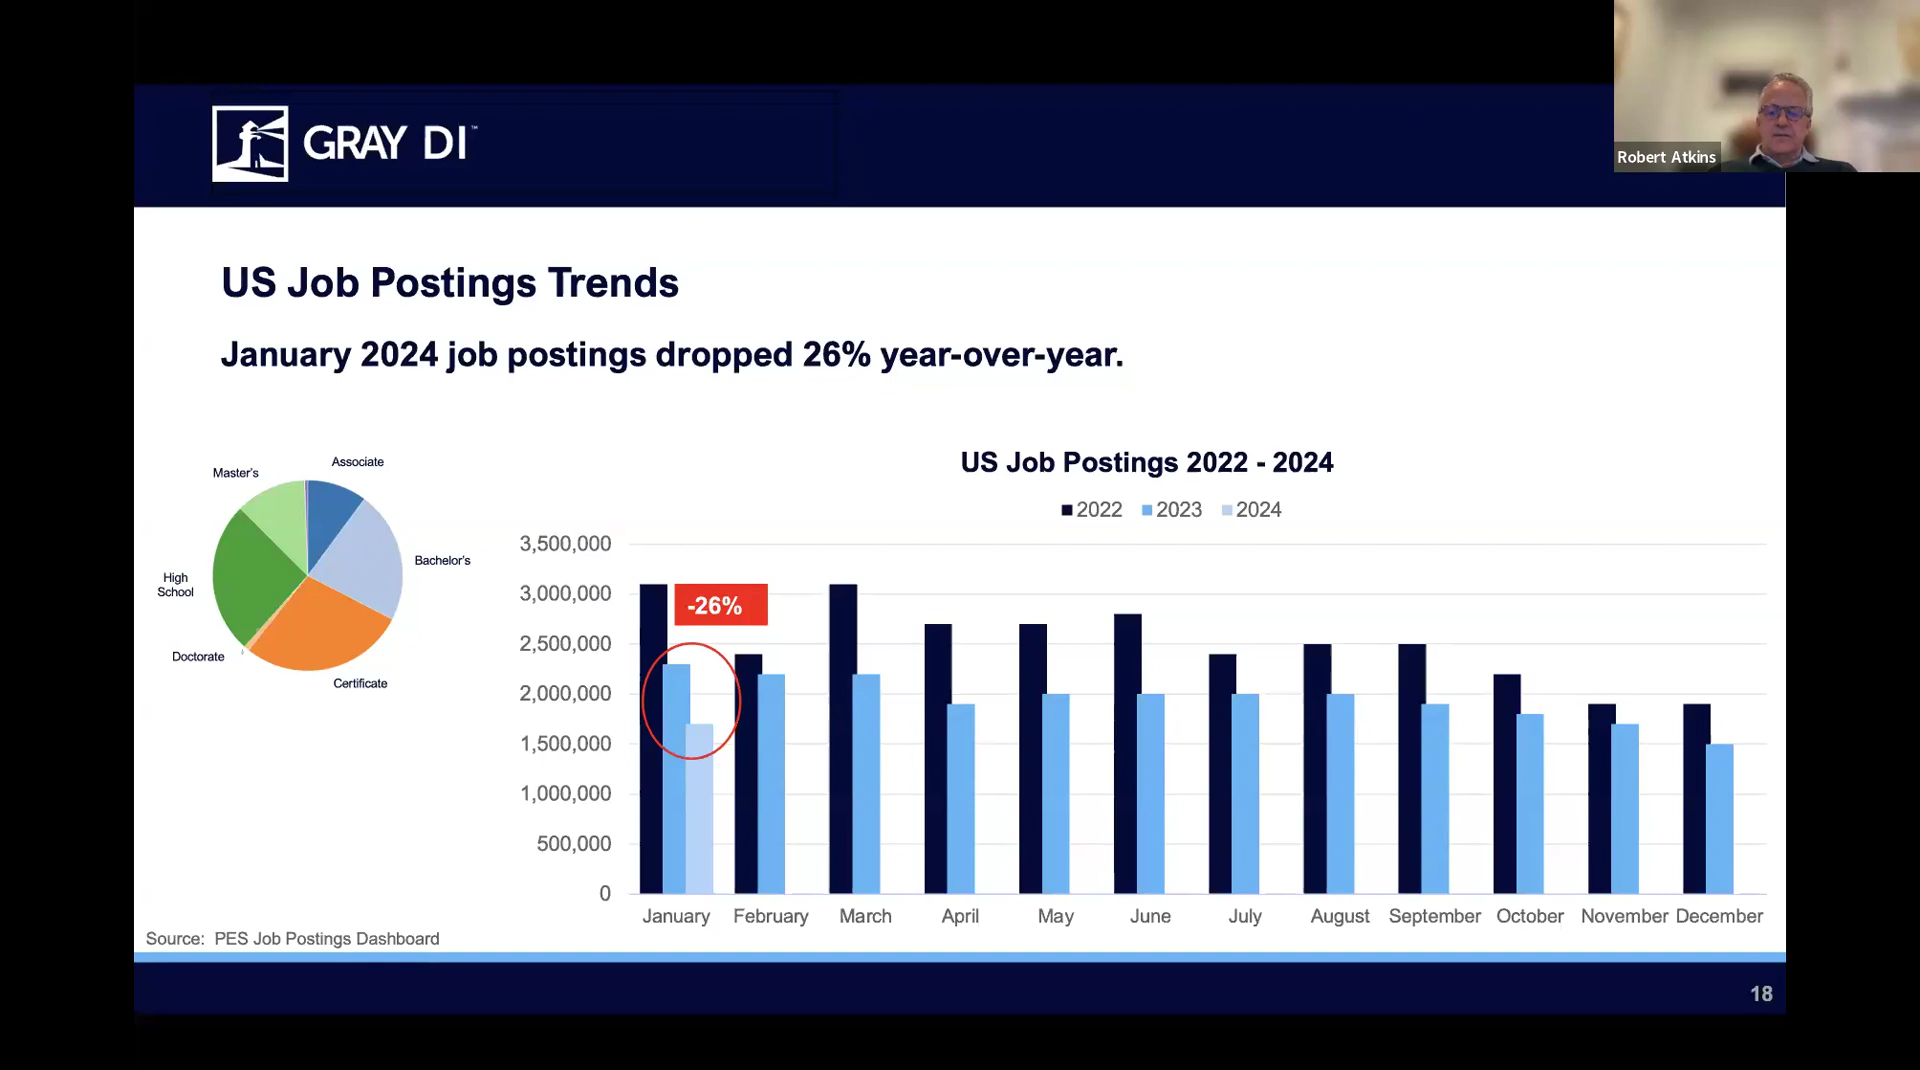 GRAY DI™
Robert Atkins
US Job Postings Trends
January 2024 job postings dropped 26% year-over-year.
Master's
Associate
Bachelor's
High
School
Doctorate
Certificate
US Job Postings 2022 - 2024
2022 2023 2024
3,500,000
3,000,000
2,500,000
2,000,000
1,500,000
1,000,000
500,000
0
-26%
January February March April May June July August September October November December
Source: PES Job Postings Dashboard
18